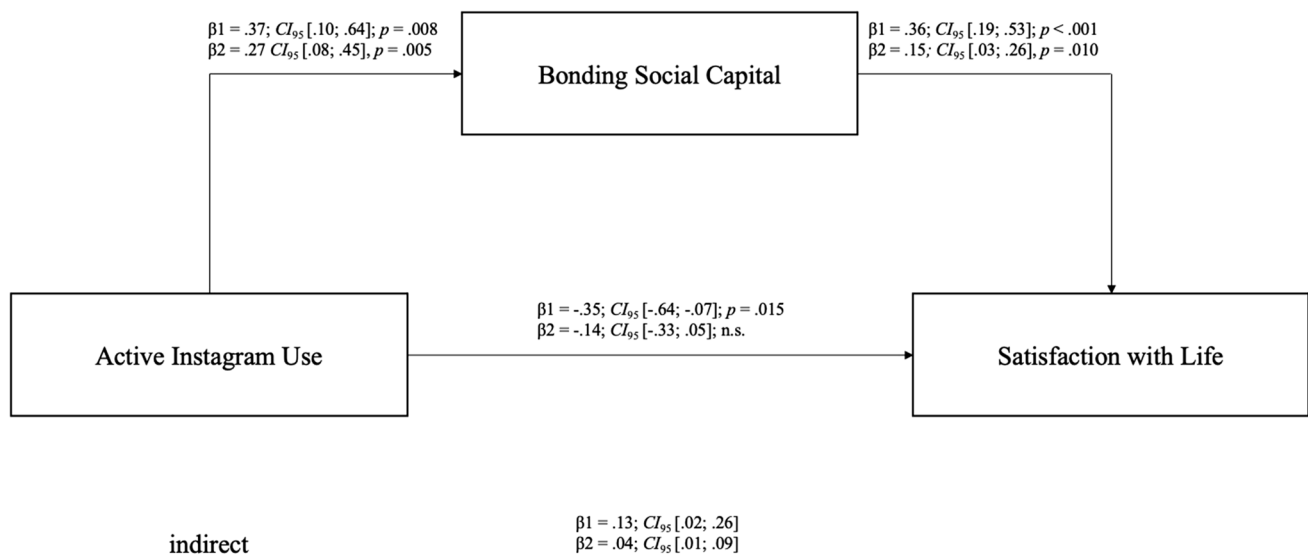 β1 = .37; CI95 [.10; .64]; p = .008
β2 = .27 CI95 [.08; .45], p = .005
β1 = .36; CI95 [.19; .53]; p < .001
β2 = .15; CI95 [.03; .26], p = .010
Bonding Social Capital
β1 = -.35; CI95 [-.64; -.07]; p = .015
β2 = -.14; CI95 [-.33; .05]; n.s.
Active Instagram Use
Satisfaction with Life
β1 = .13; CI95 [.02; .26]
β2 = .04; CI95 [.01; .09]
indirect